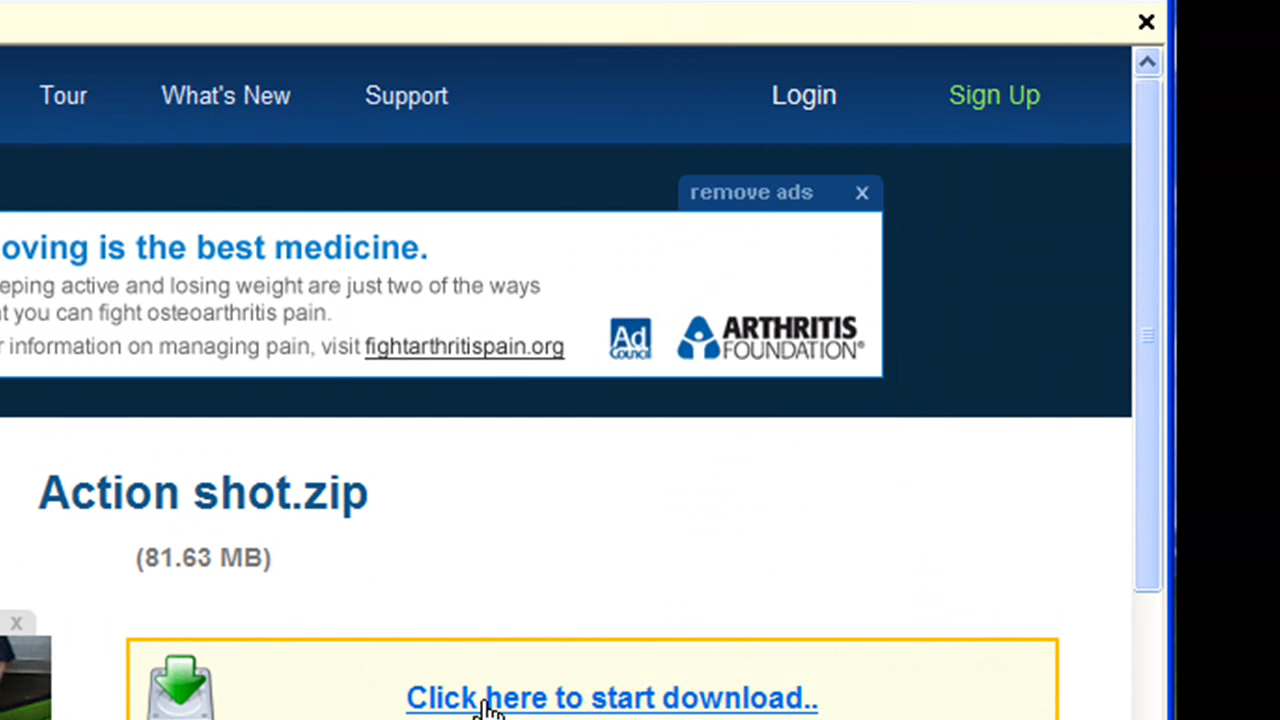 Tour What's New Support Login Sign Up
remove ads x
oving is the best medicine.
eping active and losing weight are just two of the ways
t you can fight osteoarthritis pain.
r information on managing pain, visit fightarthritispain.org
Ad Council
ARTHRITIS
FOUNDATION®
Action shot.zip
(81.63 MB)
x
Click here to start download..